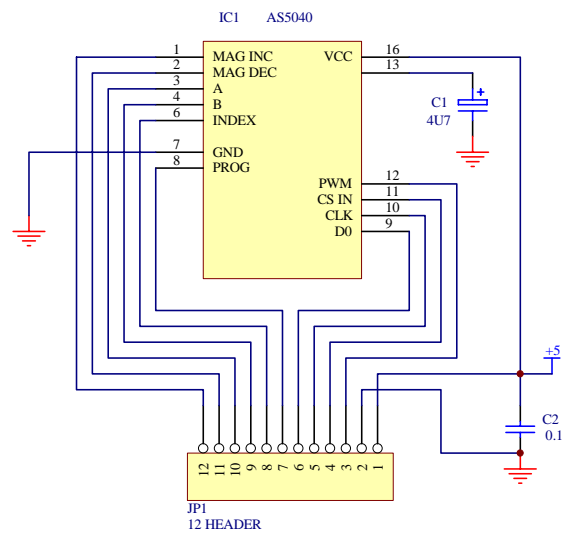 IC1 AS5040
1 MAG INC VCC 16
2 MAG DEC 13
3 A
4 B
6 INDEX
C1
4U7
+
7 GND
8 PROG
PWM 12
CS IN 11
CLK 10
D0 9
+5
C2
0.1
12 11 10 9 8 7 6 5 4 3 2 1
JP1
12 HEADER